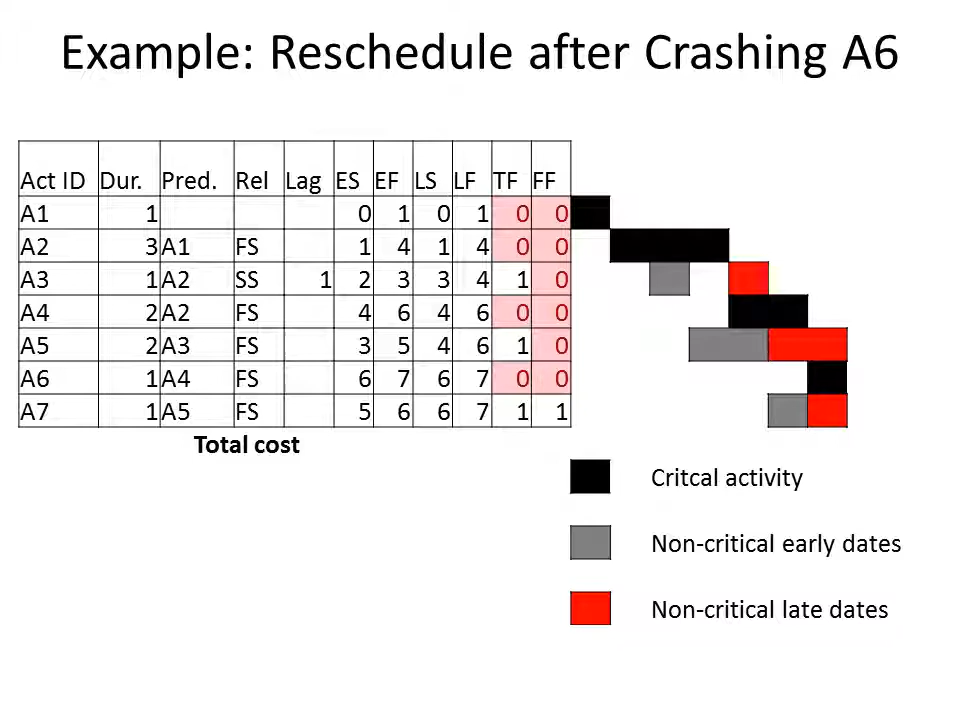 Example: Reschedule after Crashing A6
Act ID Dur. Pred. Rel Lag ES EF LS LF TF FF
A1 1 0 1 0 1 0 0
A2 3 A1 FS 1 4 1 4 0 0
A3 1 A2 SS 1 2 3 3 4 1 0
A4 2 A2 FS 4 6 4 6 0 0
A5 2 A3 FS 3 5 4 6 1 0
A6 1 A4 FS 6 7 6 7 0 0
A7 1 A5 FS 5 6 6 7 1 1
Total cost
Critcal activity
Non-critical early dates
Non-critical late dates